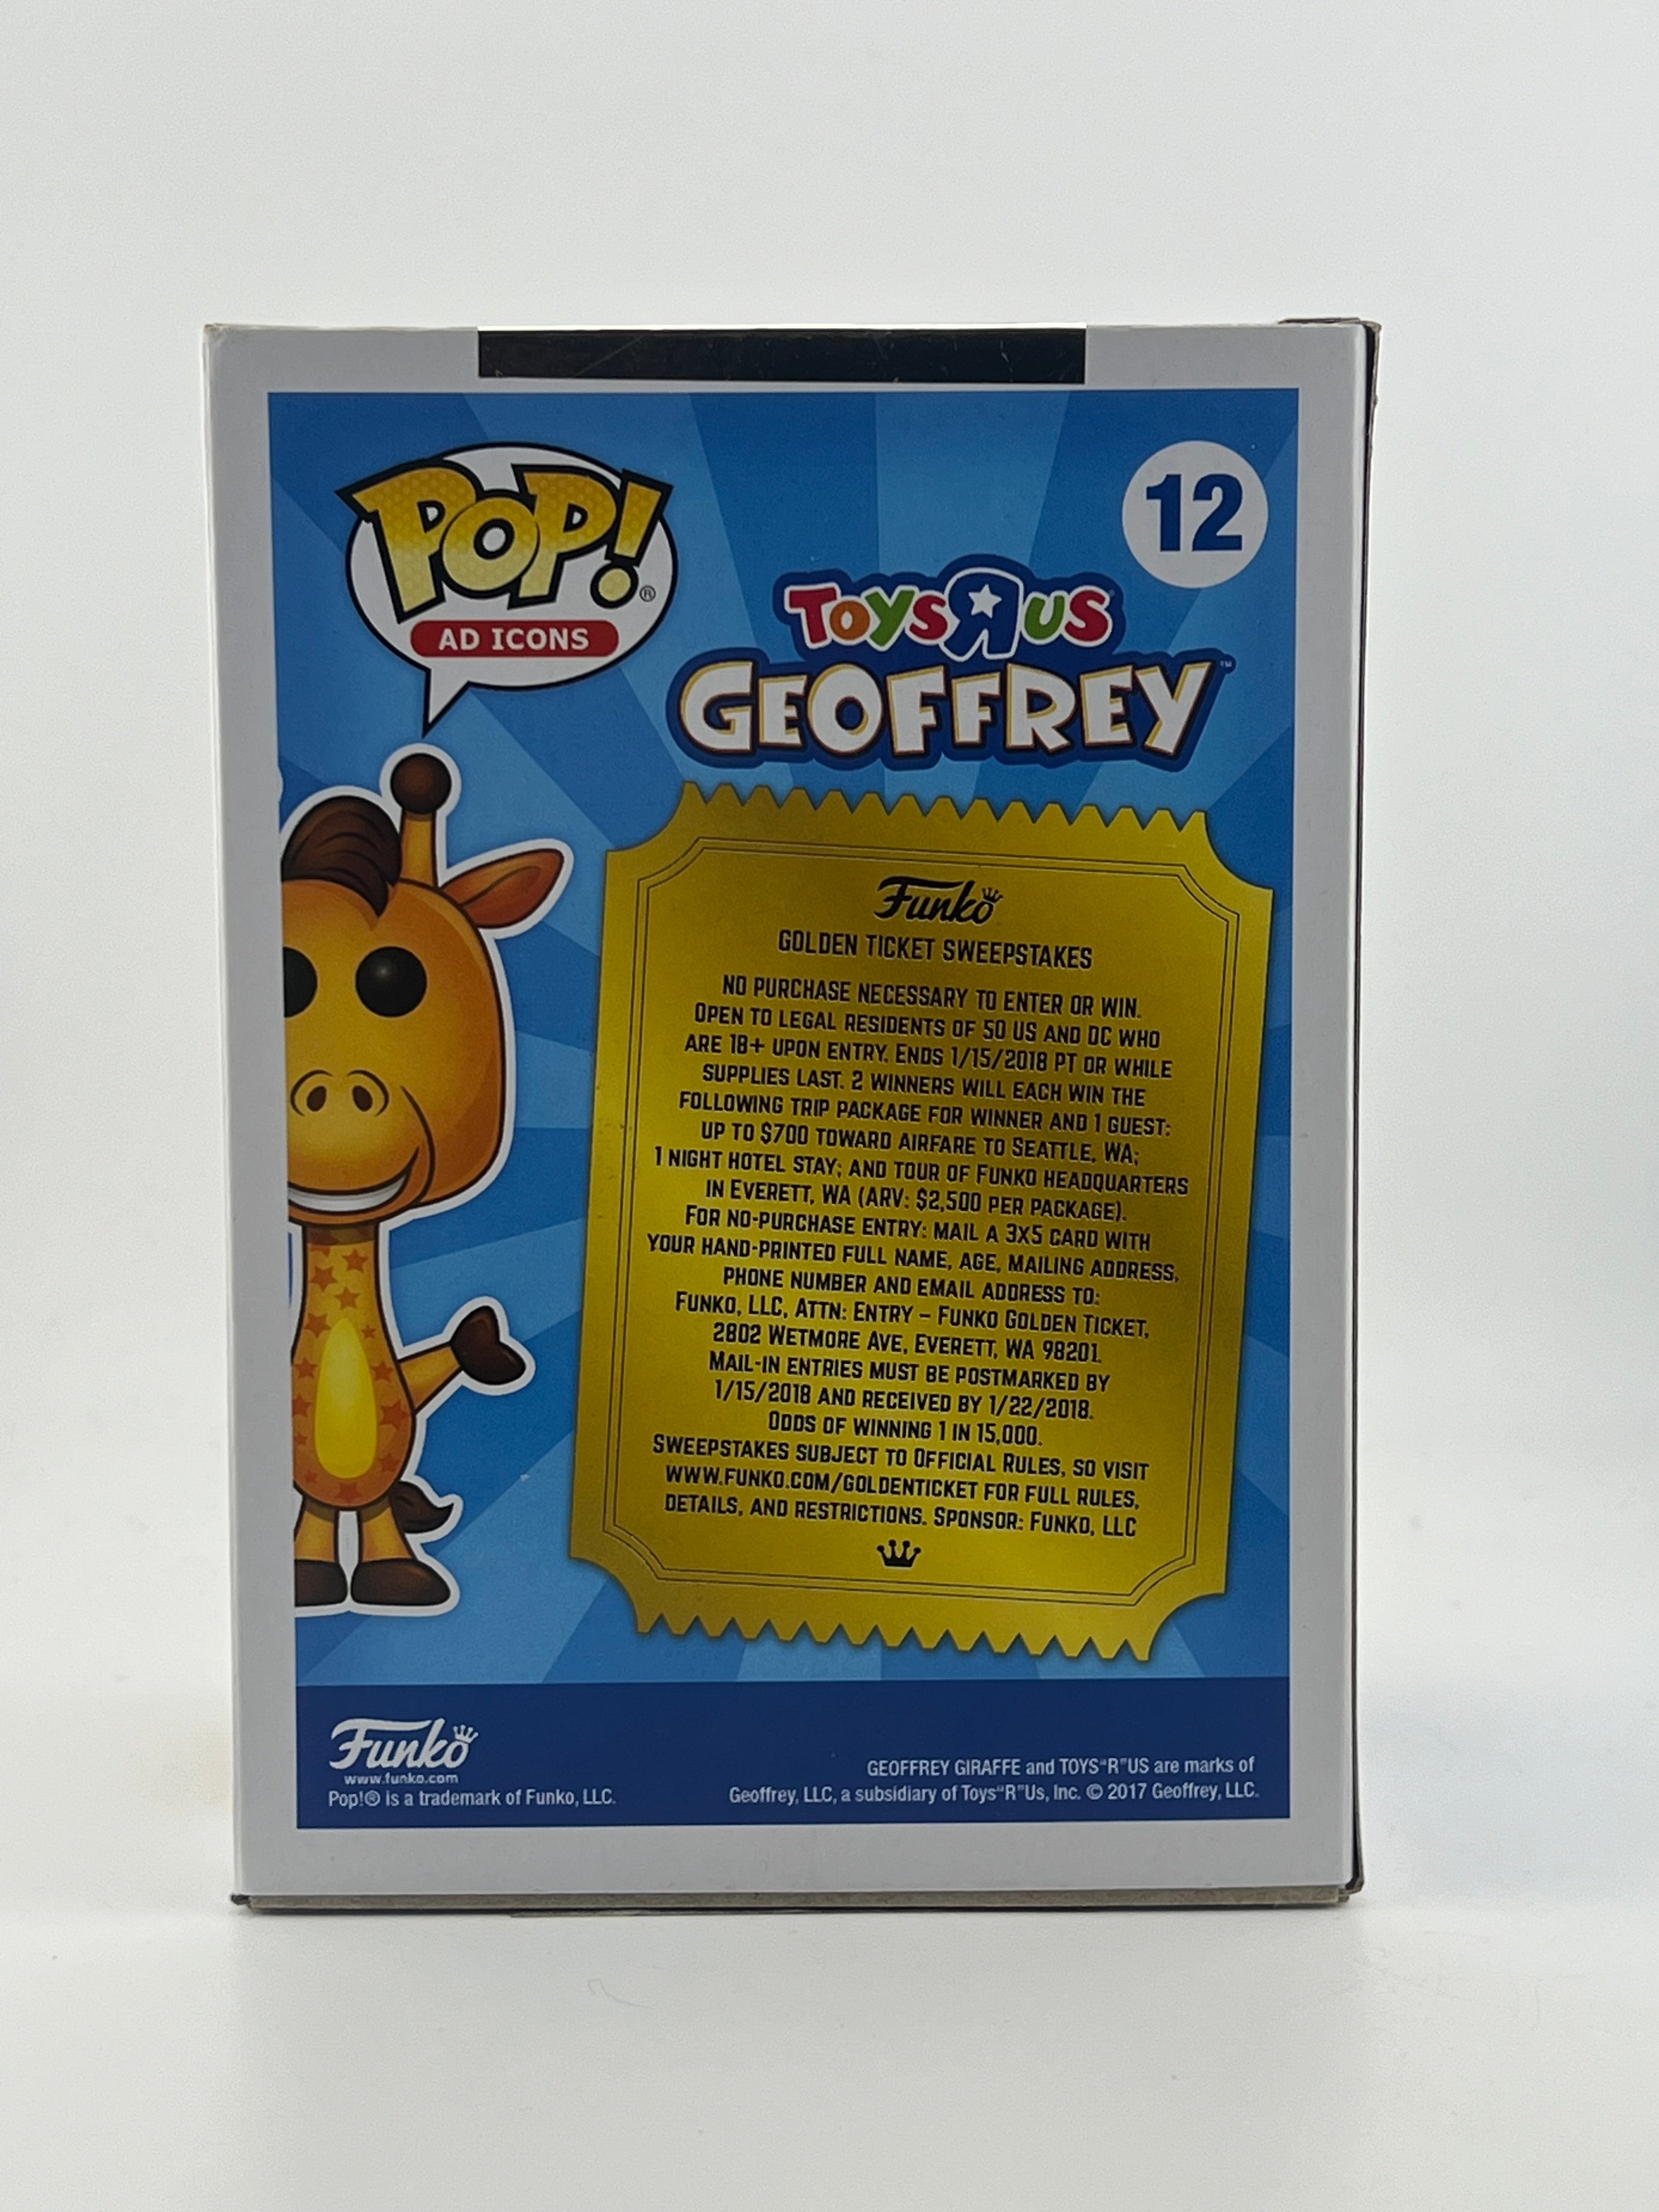 POP!®
AD ICONS
12
TOYSЯUS
GEOFFREY™
Funko
GOLDEN TICKET SWEEPSTAKES
NO PURCHASE NECESSARY TO ENTER OR WIN.
OPEN TO LEGAL RESIDENTS OF 50 US AND DC WHO
ARE 18+ UPON ENTRY. ENDS 1/15/2018 PT OR WHILE
SUPPLIES LAST. 2 WINNERS WILL EACH WIN THE
FOLLOWING TRIP PACKAGE FOR WINNER AND 1 GUEST:
UP TO $700 TOWARD AIRFARE TO SEATTLE, WA;
1 NIGHT HOTEL STAY; AND TOUR OF FUNKO HEADQUARTERS
IN EVERETT, WA (ARV: $2,500 PER PACKAGE).
FOR NO-PURCHASE ENTRY: MAIL A 3X5 CARD WITH
YOUR HAND-PRINTED FULL NAME, AGE, MAILING ADDRESS,
PHONE NUMBER AND EMAIL ADDRESS TO:
FUNKO, LLC, ATTN: ENTRY – FUNKO GOLDEN TICKET,
2802 WETMORE AVE, EVERETT, WA 98201.
MAIL-IN ENTRIES MUST BE POSTMARKED BY
1/15/2018 AND RECEIVED BY 1/22/2018.
ODDS OF WINNING 1 IN 15,000.
SWEEPSTAKES SUBJECT TO OFFICIAL RULES, SO VISIT
WWW.FUNKO.COM/GOLDENTICKET FOR FULL RULES,
DETAILS, AND RESTRICTIONS. SPONSOR: FUNKO, LLC
Funko
www.funko.com
Pop!® is a trademark of Funko, LLC.
GEOFFREY GIRAFFE and TOYS"R"US are marks of
Geoffrey, LLC, a subsidiary of Toys"R"Us, Inc. © 2017 Geoffrey, LLC.